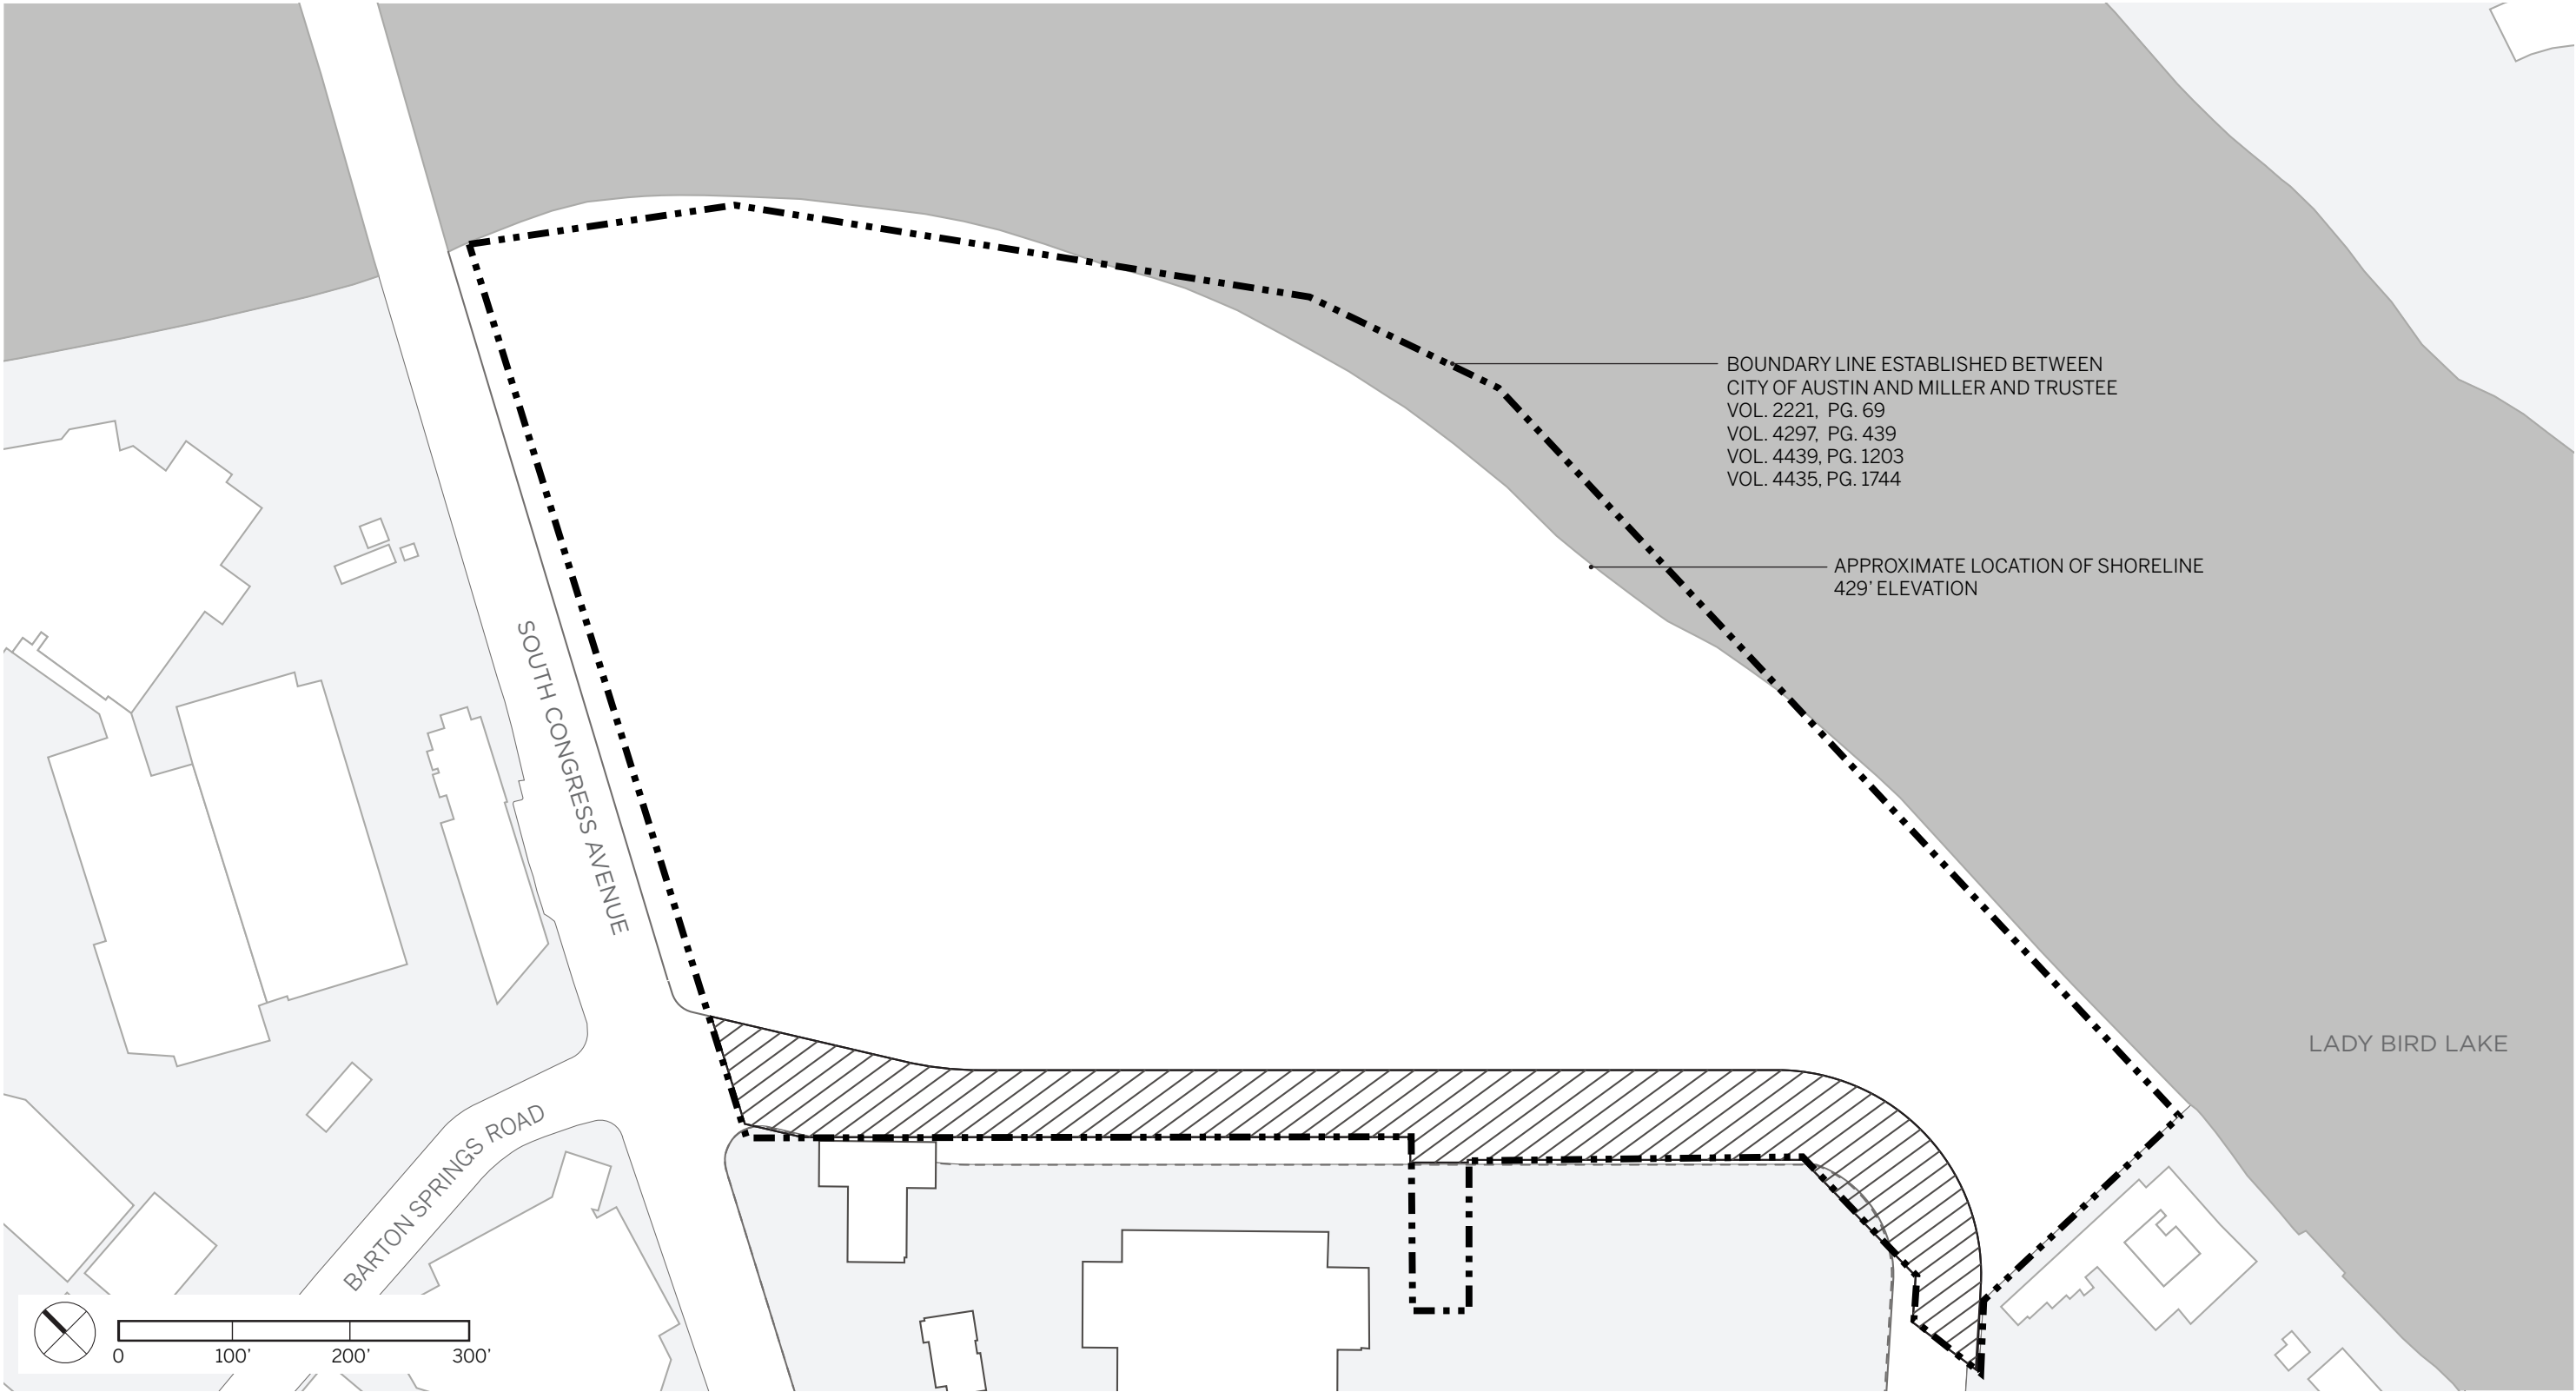 BOUNDARY LINE ESTABLISHED BETWEEN
CITY OF AUSTIN AND MILLER AND TRUSTEE
VOL. 2221, PG. 69
VOL. 4297, PG. 439
VOL. 4439, PG. 1203
VOL. 4435, PG. 1744
APPROXIMATE LOCATION OF SHORELINE
429’ ELEVATION
SOUTH CONGRESS AVENUE
LADY BIRD LAKE
BARTON SPRINGS ROAD
0 100’ 200’ 300’